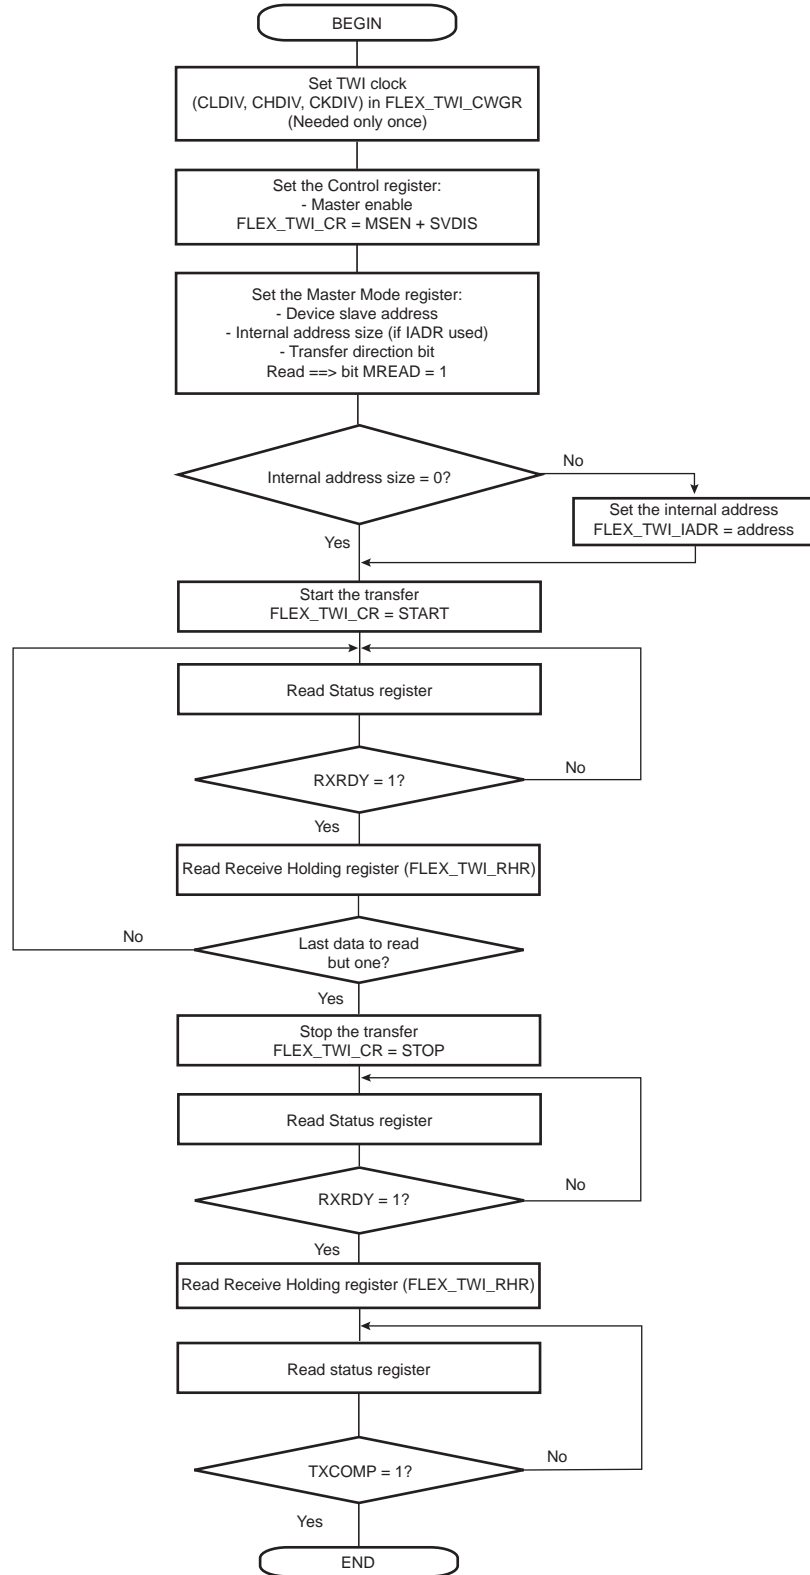 BEGIN
Set TWI clock
(CLDIV, CHDIV, CKDIV) in FLEX_TWI_CWGR
(Needed only once)
Set the Control register:
- Master enable
FLEX_TWI_CR = MSEN + SVDIS
Set the Master Mode register:
- Device slave address
- Internal address size (if IADR used)
- Transfer direction bit
Read ==> bit MREAD = 1
Internal address size = 0?
No
Set the internal address
FLEX_TWI_IADR = address
Yes
Start the transfer
FLEX_TWI_CR = START
Read Status register
RXRDY = 1?
No
Yes
Read Receive Holding register (FLEX_TWI_RHR)
No
Last data to read
but one?
Yes
Stop the transfer
FLEX_TWI_CR = STOP
Read Status register
RXRDY = 1?
No
Yes
Read Receive Holding register (FLEX_TWI_RHR)
Read status register
TXCOMP = 1?
No
Yes
END